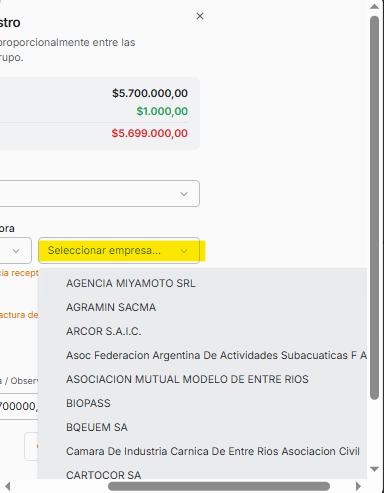 stro
proporcionalmente entre las
rupo.
$5.700.000,00
$1.000,00
$5.699.000,00
ora
Seleccionar empresa...
cia recept
AGENCIA MIYAMOTO SRL
AGRAMIN SACMA
actura de
ARCOR S.A.I.C.
Asoc Federacion Argentina De Actividades Subacuaticas F A
a / Obser
ASOCIACION MUTUAL MODELO DE ENTRE RIOS
700000,
BIOPASS
BQEUEM SA
Camara De Industria Carnica De Entre Rios Asociacion Civil
CARTOCOR SA